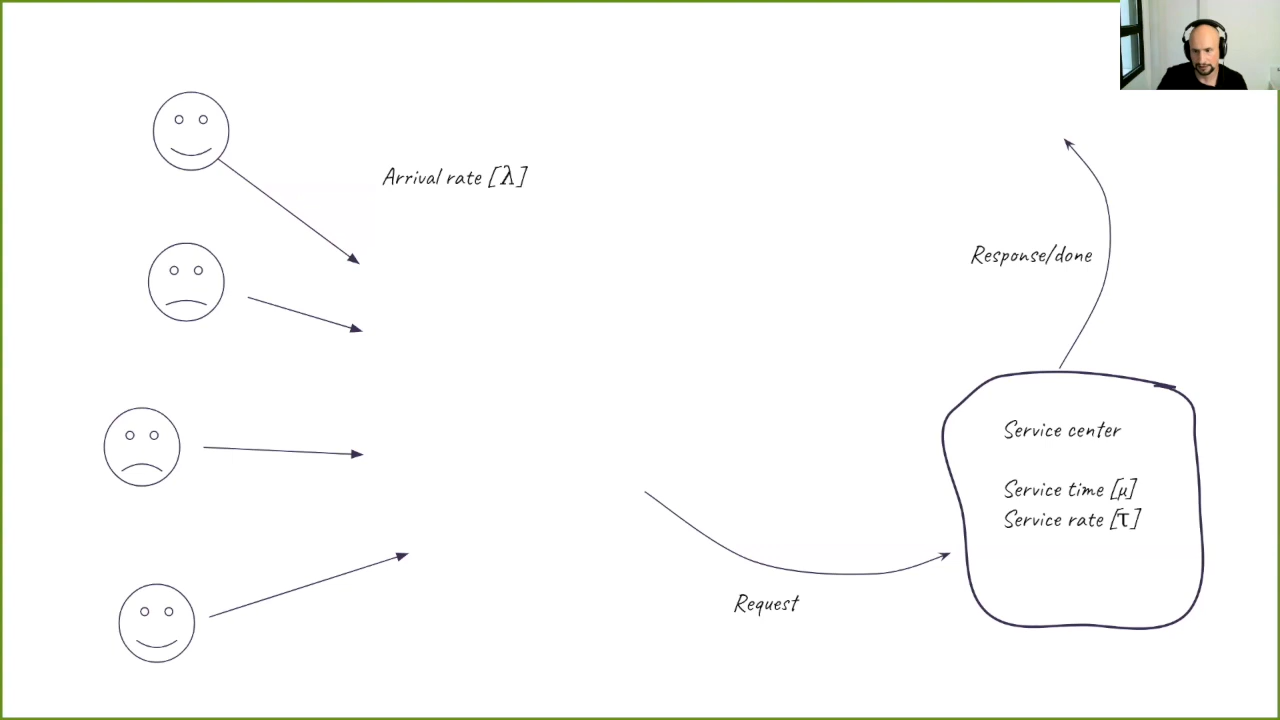 Arrival rate [λ]
Response/done
Service center
Service time [μ]
Service rate [τ]
Request